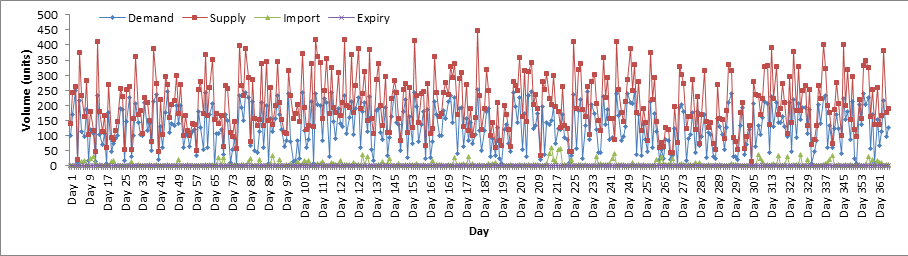 Demand Supply Import Expiry
500
450
400
350
300
250
200
150
100
50
0
Volume (units)
Day 1
Day 9
Day 17
Day 25
Day 33
Day 41
Day 49
Day 57
Day 65
Day 73
Day 81
Day 89
Day 97
Day 105
Day 113
Day 121
Day 129
Day 137
Day 145
Day 153
Day 161
Day 169
Day 177
Day 185
Day 193
Day 201
Day 209
Day 217
Day 225
Day 233
Day 241
Day 249
Day 257
Day 265
Day 273
Day 281
Day 289
Day 297
Day 305
Day 313
Day 321
Day 329
Day 337
Day 345
Day 353
Day 361
Day